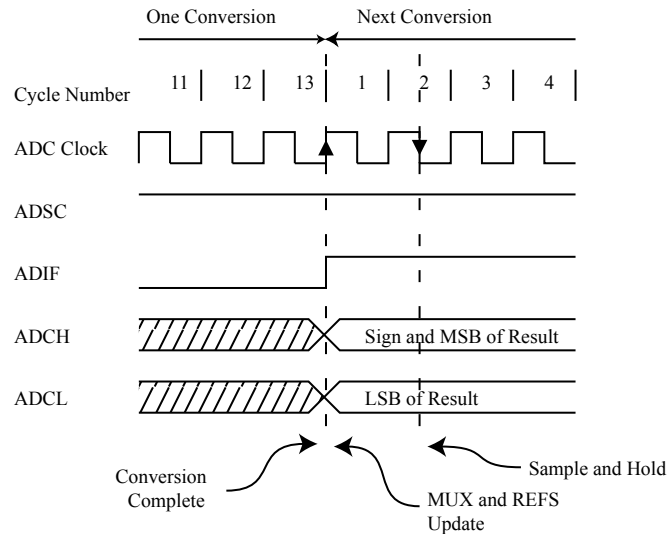 One Conversion Next Conversion
Cycle Number 11 12 13 1 2 3 4
ADC Clock
ADSC
ADIF
ADCH Sign and MSB of Result
ADCL LSB of Result
Conversion
Complete
MUX and REFS
Update
Sample and Hold